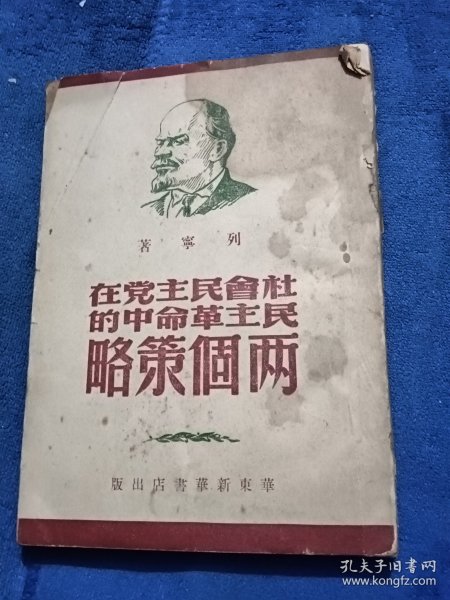 列寧著
社會民主党在
民主革命中的
两個策略
華東新華書店出版
孔夫子旧书网
www.kongfz.com